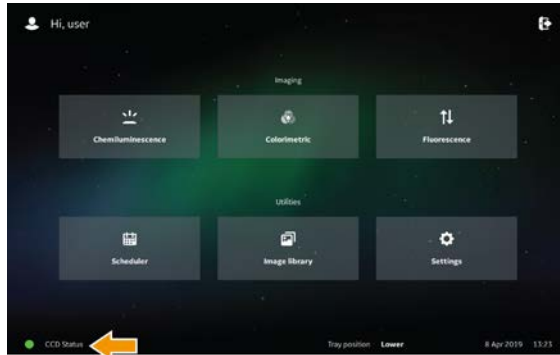 Hi, user
Imaging
Chemiluminescence Colorimetric Fluorescence
Utilities
Scheduler Image library Settings
CCD Status Tray position Lower 8 Apr 2019 13:23